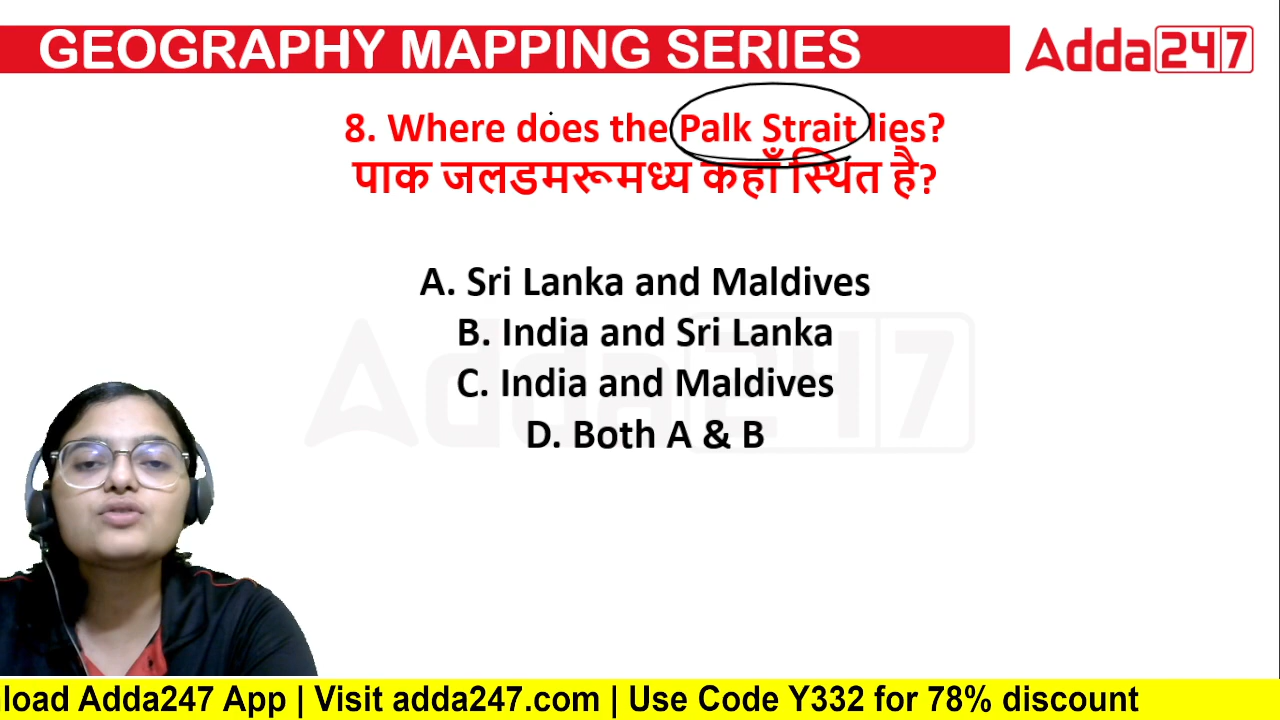 GEOGRAPHY MAPPING SERIES
Adda247
8. Where does the Palk Strait lies?
पाक जलडमरूमध्य कहाँ स्थित है?
A. Sri Lanka and Maldives
B. India and Sri Lanka
C. India and Maldives
D. Both A & B
Adda247
load Adda247 App | Visit adda247.com | Use Code Y332 for 78% discount